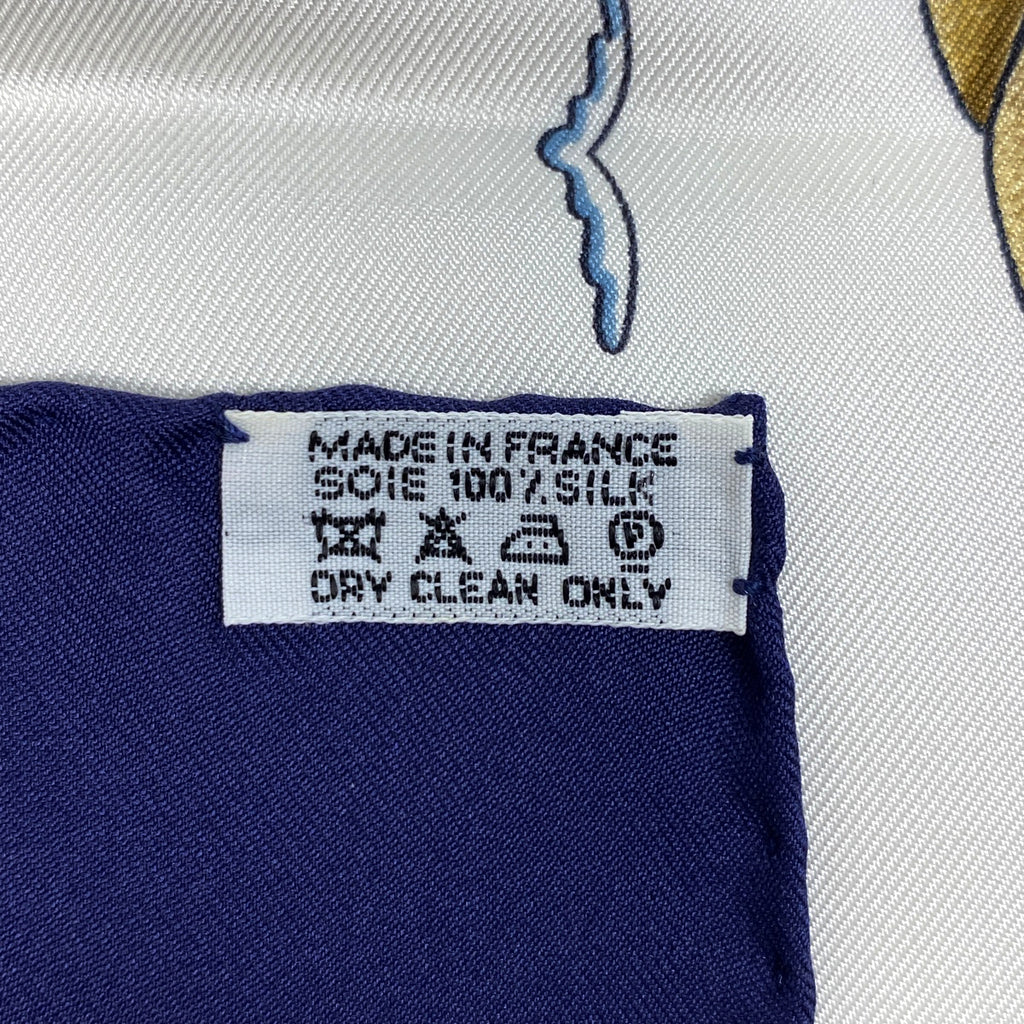 MADE IN FRANCE
SOIE 100% SILK
P
DRY CLEAN ONLY